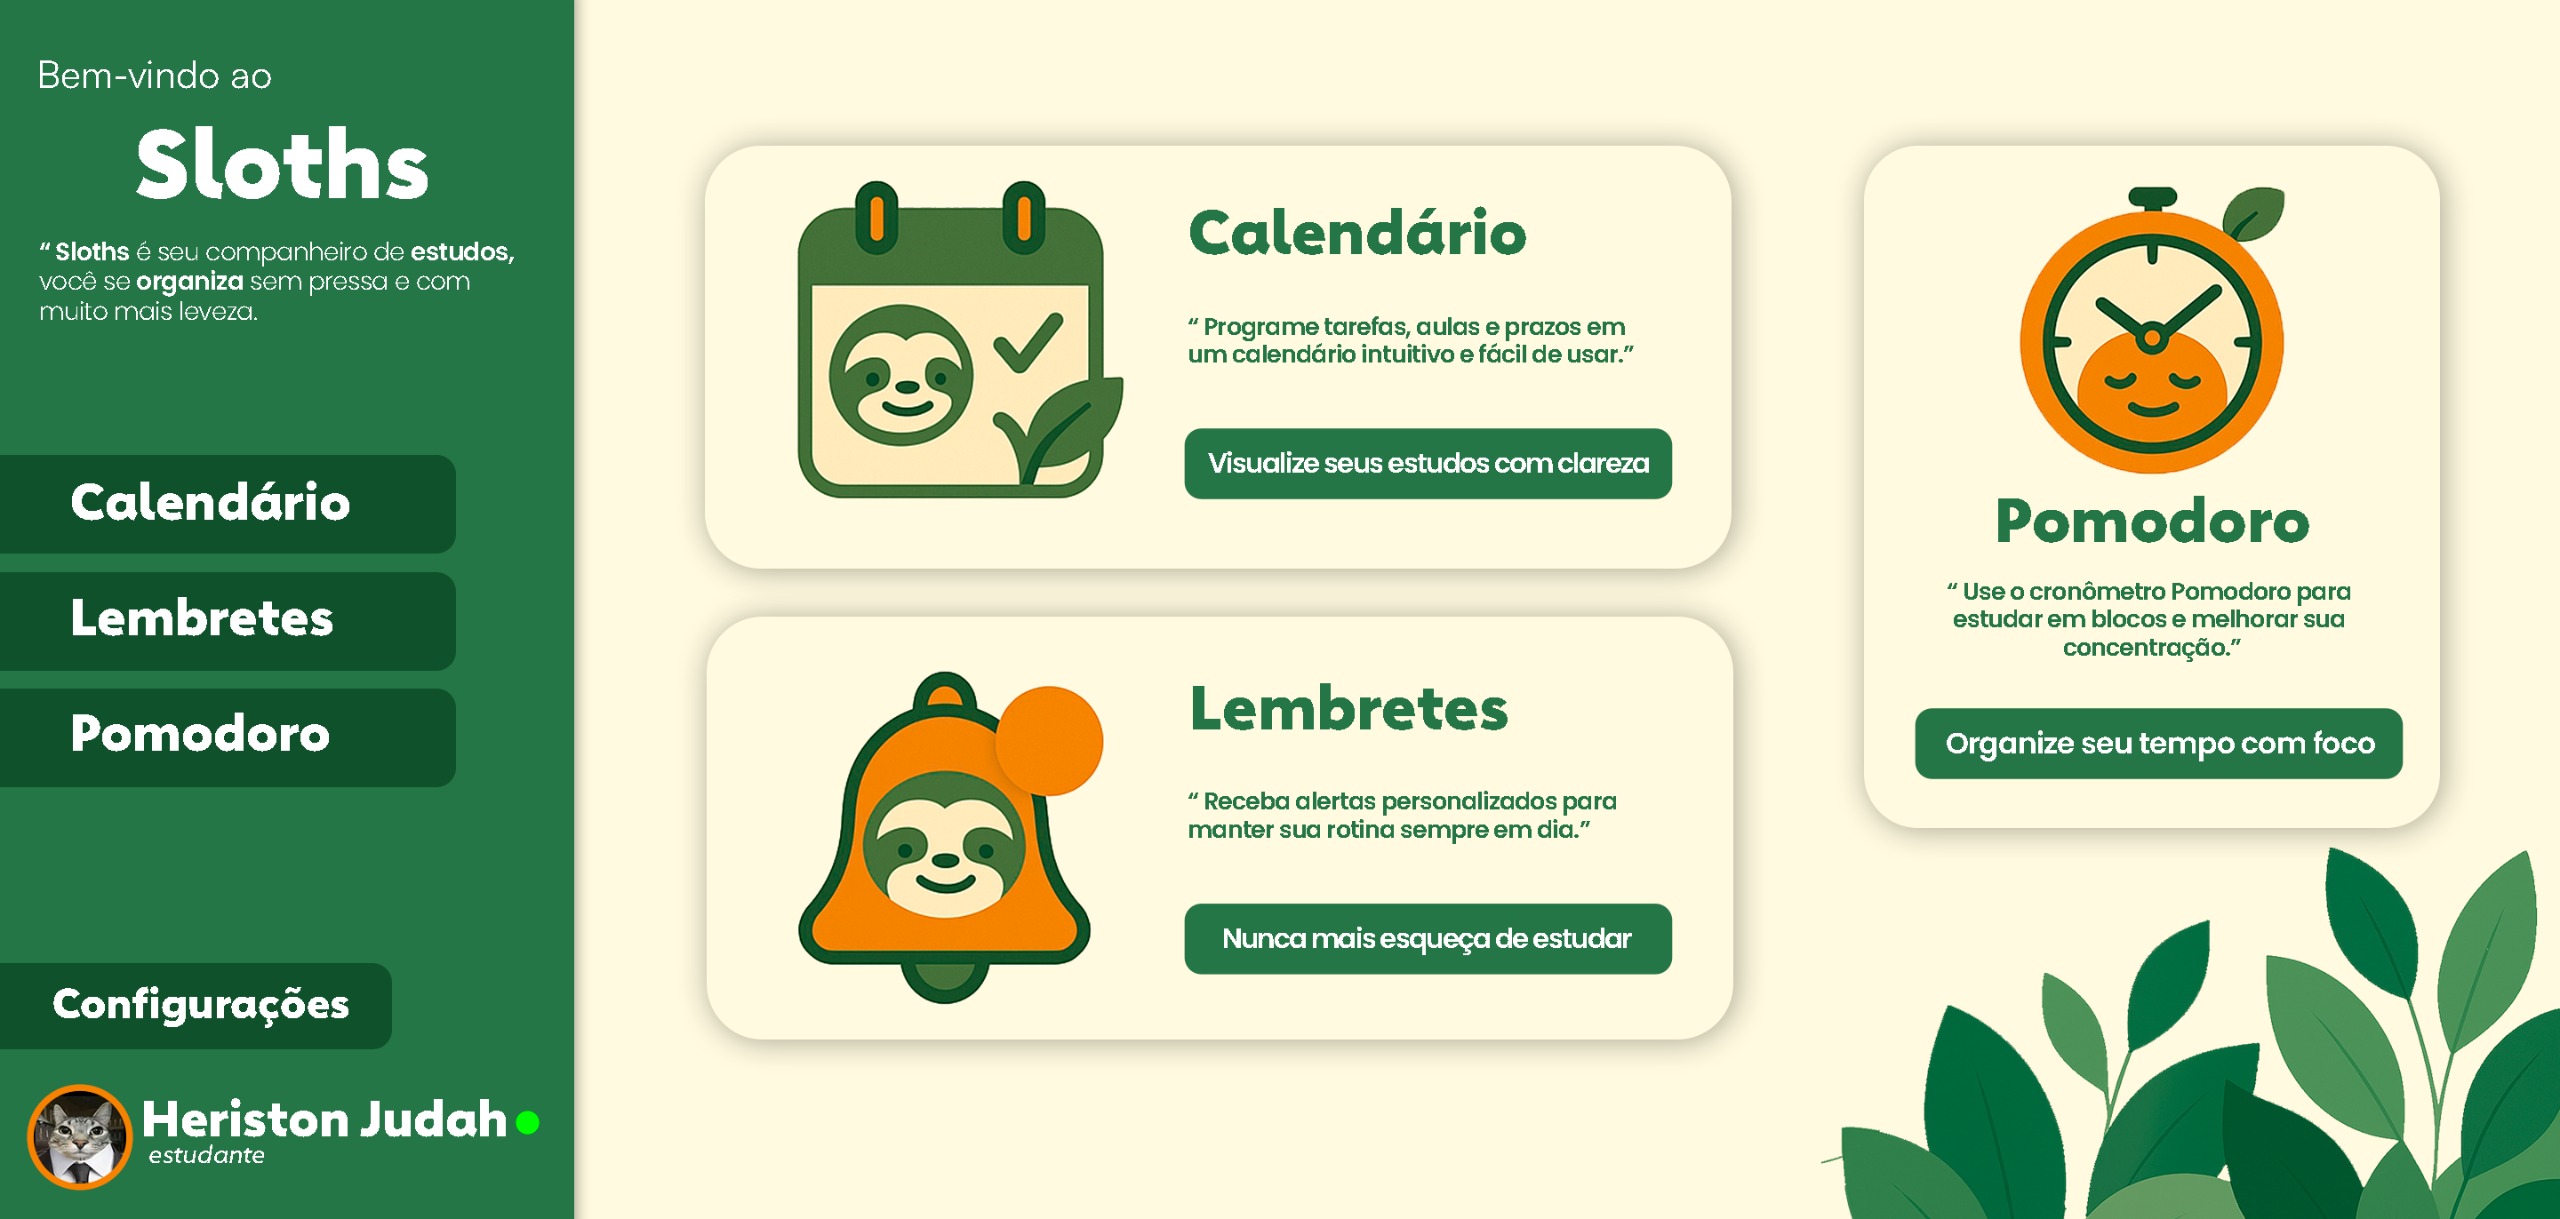 Bem-vindo ao
Sloths
“ Sloths é seu companheiro de estudos,
você se organiza sem pressa e com
muito mais leveza.
Calendário
Lembretes
Pomodoro
Configurações
Heriston Judah
estudante
Calendário
“ Programe tarefas, aulas e prazos em
um calendário intuitivo e fácil de usar.”
Visualize seus estudos com clareza
Lembretes
“ Receba alertas personalizados para
manter sua rotina sempre em dia.”
Nunca mais esqueça de estudar
Pomodoro
“ Use o cronômetro Pomodoro para
estudar em blocos e melhorar sua
concentração.”
Organize seu tempo com foco